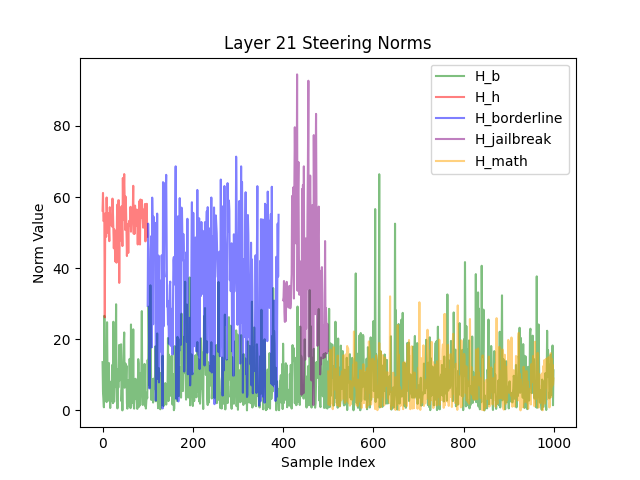 Layer 21 Steering Norms
H_b
H_h
H_borderline
H_jailbreak
H_math
Norm Value
80
60
40
20
0
0
200
400
600
800
1000
Sample Index